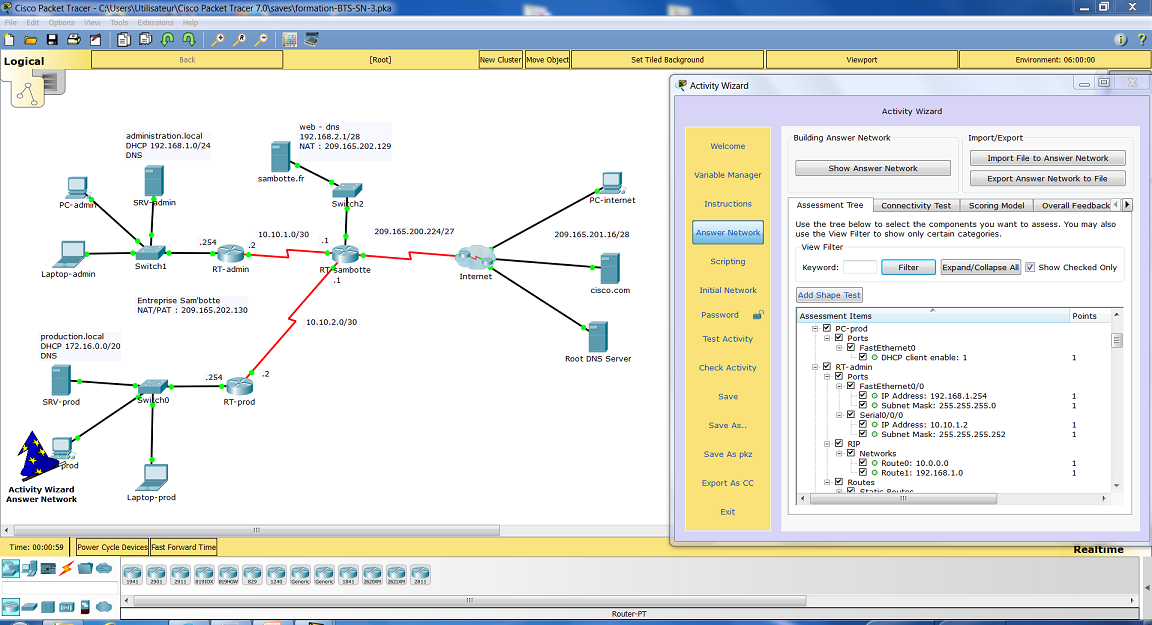 Cisco Packet Tracer - C:\Users\Utilisateur\Cisco Packet Tracer 7.0\saves\formation-BTS-SN-3.pka
File Edit Options View Tools Extensions Help
Logical
Back
[Root]
New Cluster
Move Object
Set Tiled Background
Viewport
Environment: 06:00:00
administration.local
DHCP 192.168.1.0/24
DNS
web - dns
192.168.2.1/28
NAT : 209.165.202.129
sambotte.fr
PC-admin
SRV-admin
Switch2
PC-internet
10.10.1.0/30
209.165.200.224/27
209.165.201.16/28
.254
.2
.1
Laptop-admin
Switch1
RT-admin
RT-sambotte
.1
Internet
cisco.com
Entreprise Sam'botte
NAT/PAT : 209.165.202.130
10.10.2.0/30
production.local
DHCP 172.16.0.0/20
DNS
Root DNS Server
.254
.2
SRV-prod
Switch0
RT-prod
prod
Laptop-prod
Activity Wizard
Answer Network
Activity Wizard
Activity Wizard
Welcome
Variable Manager
Instructions
Answer Network
Scripting
Initial Network
Password
Test Activity
Check Activity
Save
Save As..
Save As pkz
Export As CC
Exit
Building Answer Network
Show Answer Network
Import/Export
Import File to Answer Network
Export Answer Network to File
Assessment Tree
Connectivity Test
Scoring Model
Overall Feedback
Use the tree below to select the components you want to assess. You may also
use the View Filter to show only certain categories.
View Filter
Keyword:
Filter
Expand/Collapse All
Show Checked Only
Add Shape Test
Assessment Items Points
PC-prod
Ports
FastEthernet0
DHCP client enable: 1 1
RT-admin
Ports
FastEthernet0/0
IP Address: 192.168.1.254 1
Subnet Mask: 255.255.255.0 1
Serial0/0/0
IP Address: 10.10.1.2 1
Subnet Mask: 255.255.255.252 1
RIP
Networks
Route0: 10.0.0.0 1
Route1: 192.168.1.0 1
Routes
Static Routes
Time: 00:00:59
Power Cycle Devices
Fast Forward Time
Realtime
1941 2901 2911 819IOX 819HGW 829 1240 Generic Generic 1841 2620XM 2621XM 2811
Router-PT